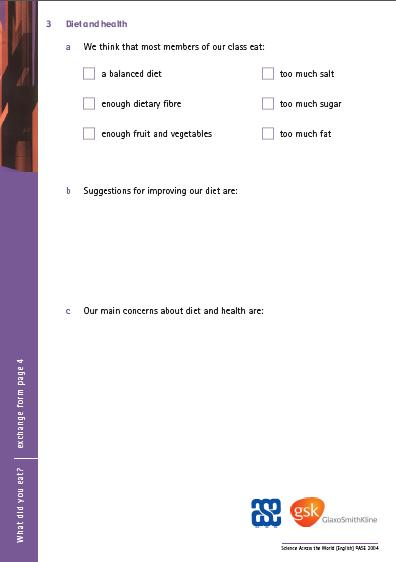 3 Diet and health
a We think that most members of our class eat:
a balanced diet
too much salt
enough dietary fibre
too much sugar
enough fruit and vegetables
too much fat
b Suggestions for improving our diet are:
c Our main concerns about diet and health are:
What did you eat? exchange form page 4
ase
gsk
GlaxoSmithKline
Science Across the World (English) ©ASE 2004